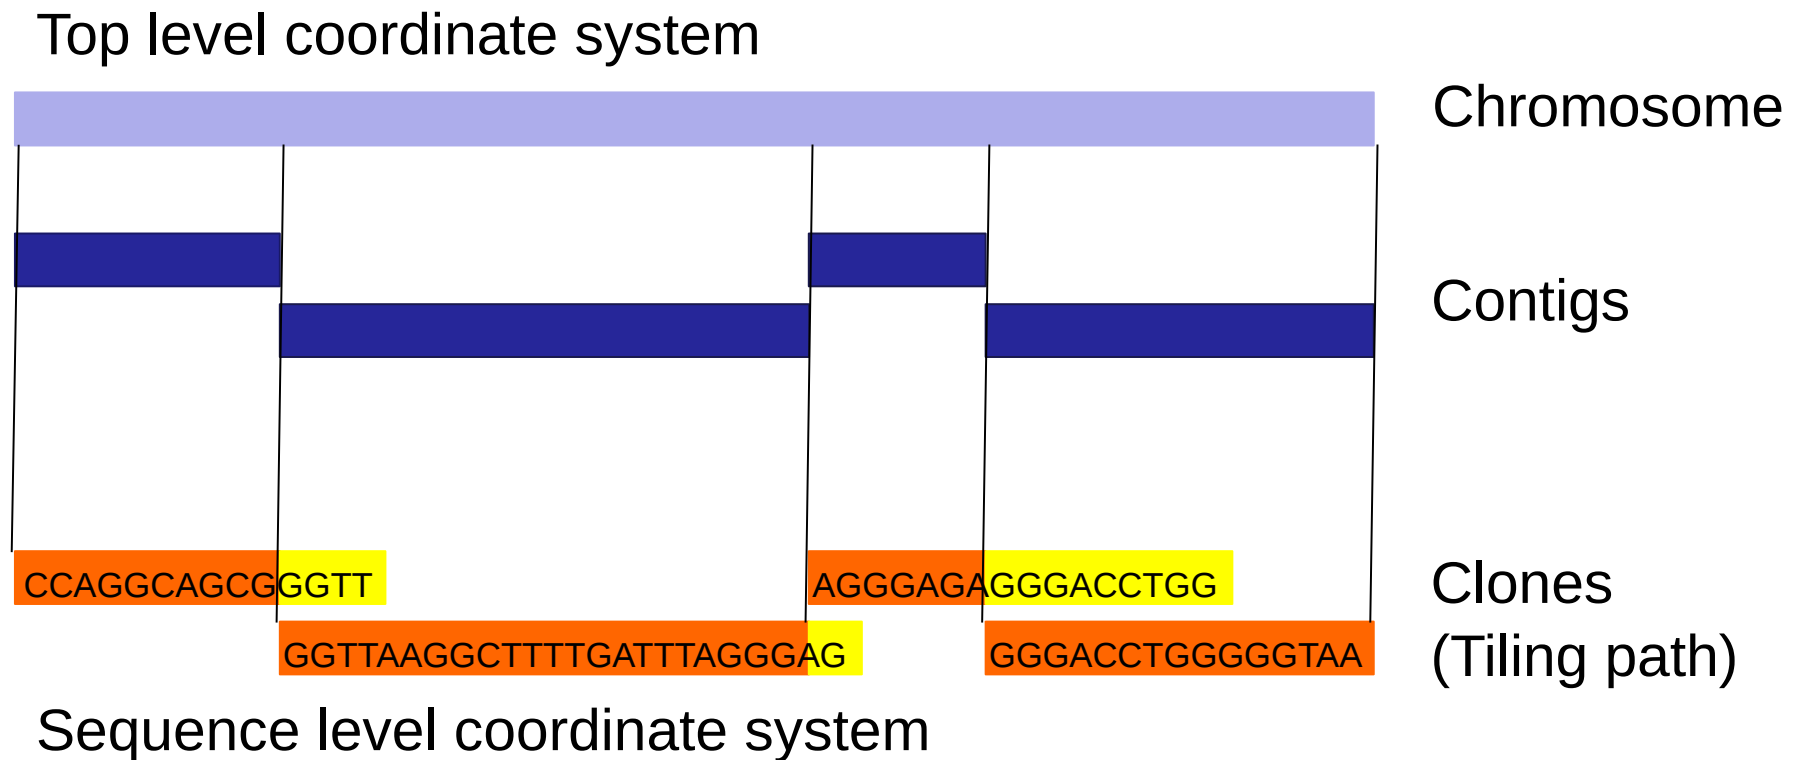 Top level coordinate system
Chromosome
Contigs
CCAGGCAGCGGGTT
AGGGAGAGGGACCTGG
Clones
GGTTAAGGCTTTTGATTTAGGGAG
GGGACCTGGGGGTAA
(Tiling path)
Sequence level coordinate system